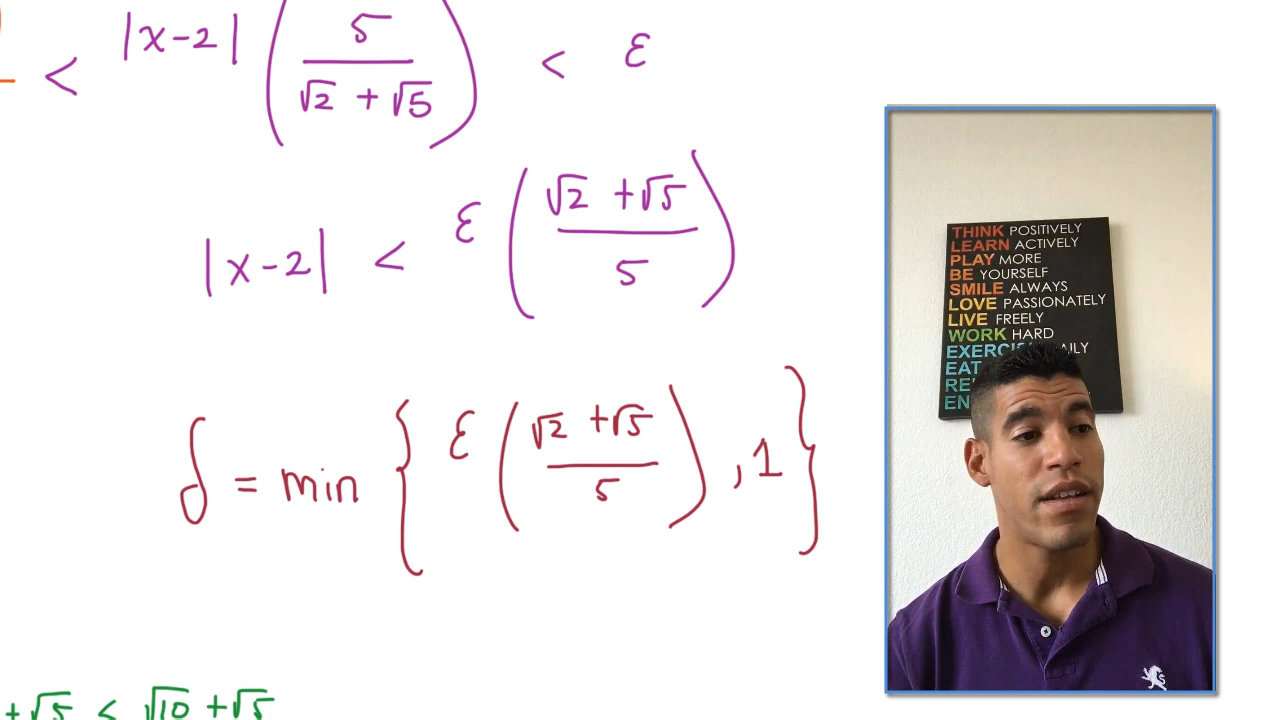 < |x-2| ( 5 / √2 + √5 ) < ε
|x-2| < ε ( √2 + √5 / 5 )
δ = min { ε ( √2 + √5 / 5 ) , 1 }
+ √5 < √10 + √5
THINK POSITIVELY
LEARN ACTIVELY
PLAY MORE
BE YOURSELF
SMILE ALWAYS
LOVE PASSIONATELY
LIVE FREELY
WORK HARD
EAT